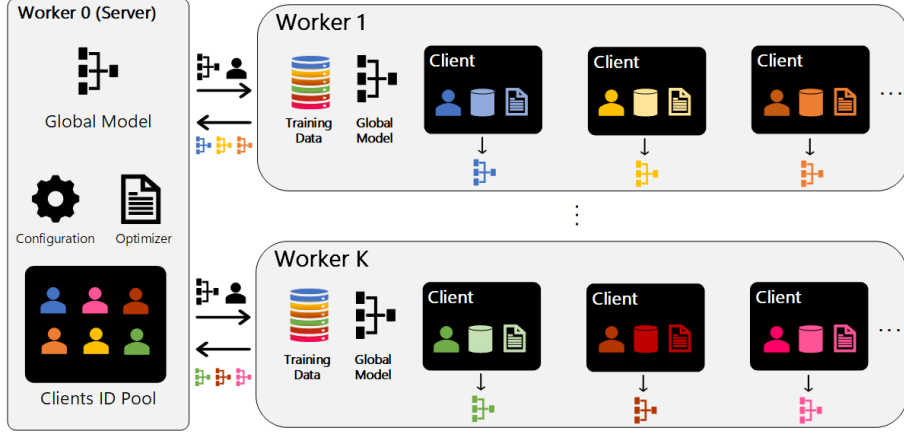 Worker 0 (Server)
Global Model
Configuration
Optimizer
Clients ID Pool
Worker 1
Training
Data
Global
Model
Client
Client
Client
...
⋮
Worker K
Training
Data
Global
Model
Client
Client
Client
...